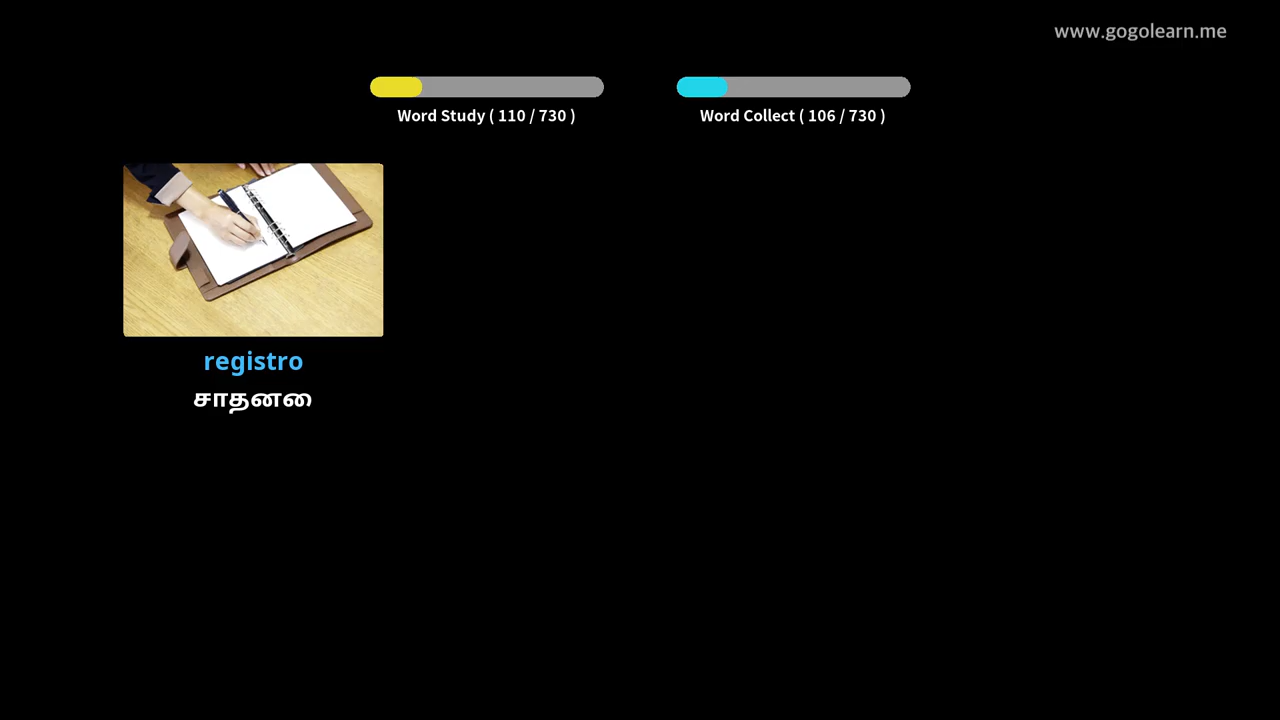 www.gogolearn.me
Word Study ( 110 / 730 )
Word Collect ( 106 / 730 )
registro
சாதனை